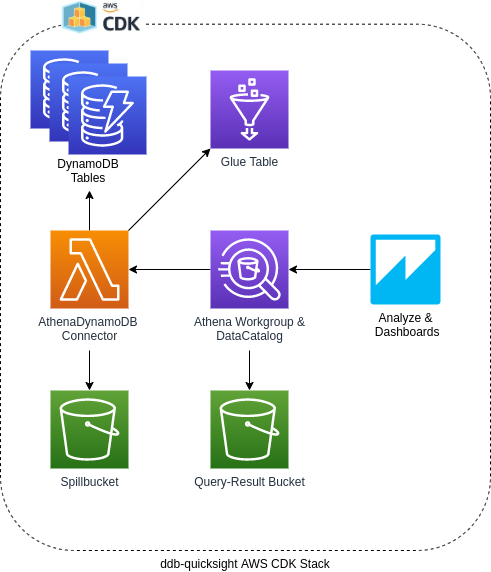 aws
CDK
DynamoDB
Tables
Glue Table
AthenaDynamoDB
Connector
Athena Workgroup &
DataCatalog
Analyze &
Dashboards
Spillbucket
Query-Result Bucket
ddb-quicksight AWS CDK Stack